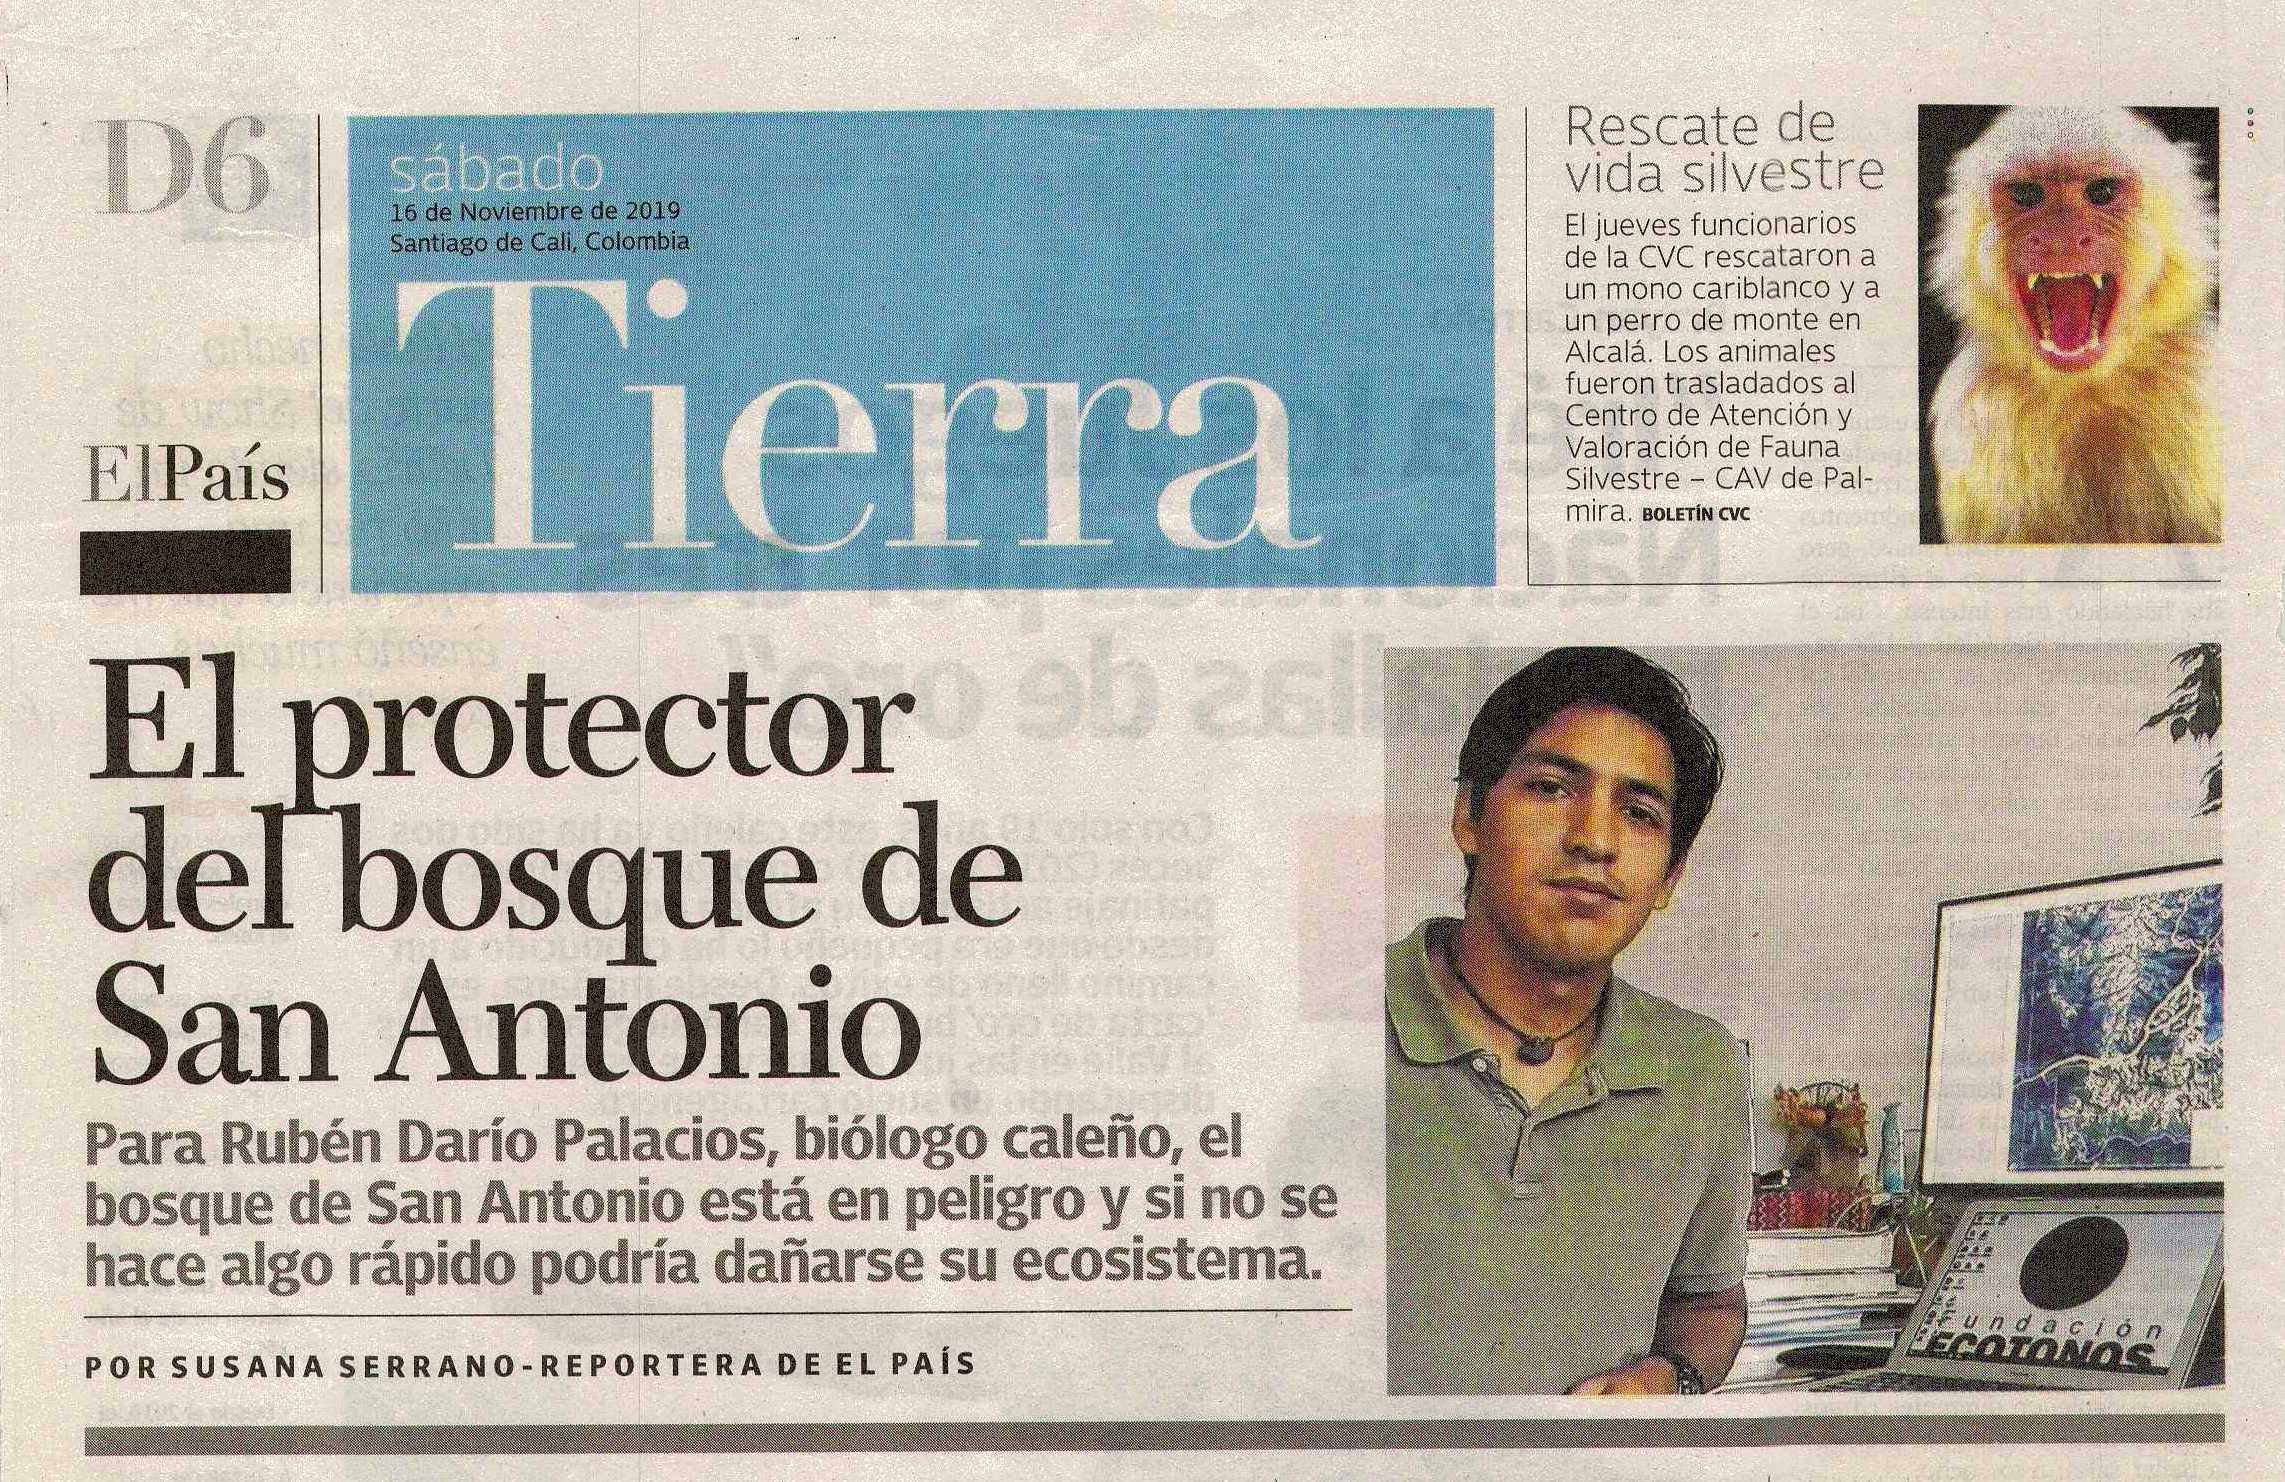 D6
ElPaís
sábado
16 de Noviembre de 2019
Santiago de Cali, Colombia
Tierra
Rescate de
vida silvestre
El jueves funcionarios
de la CVC rescataron a
un mono cariblanco y a
un perro de monte en
Alcalá. Los animales
fueron trasladados al
Centro de Atención y
Valoración de Fauna
Silvestre – CAV de Pal-
mira. BOLETÍN CVC
El protector
del bosque de
San Antonio
Para Rubén Darío Palacios, biólogo caleño, el
bosque de San Antonio está en peligro y si no se
hace algo rápido podría dañarse su ecosistema.
POR SUSANA SERRANO-REPORTERA DE EL PAÍS
Fundación
ECOTONOS